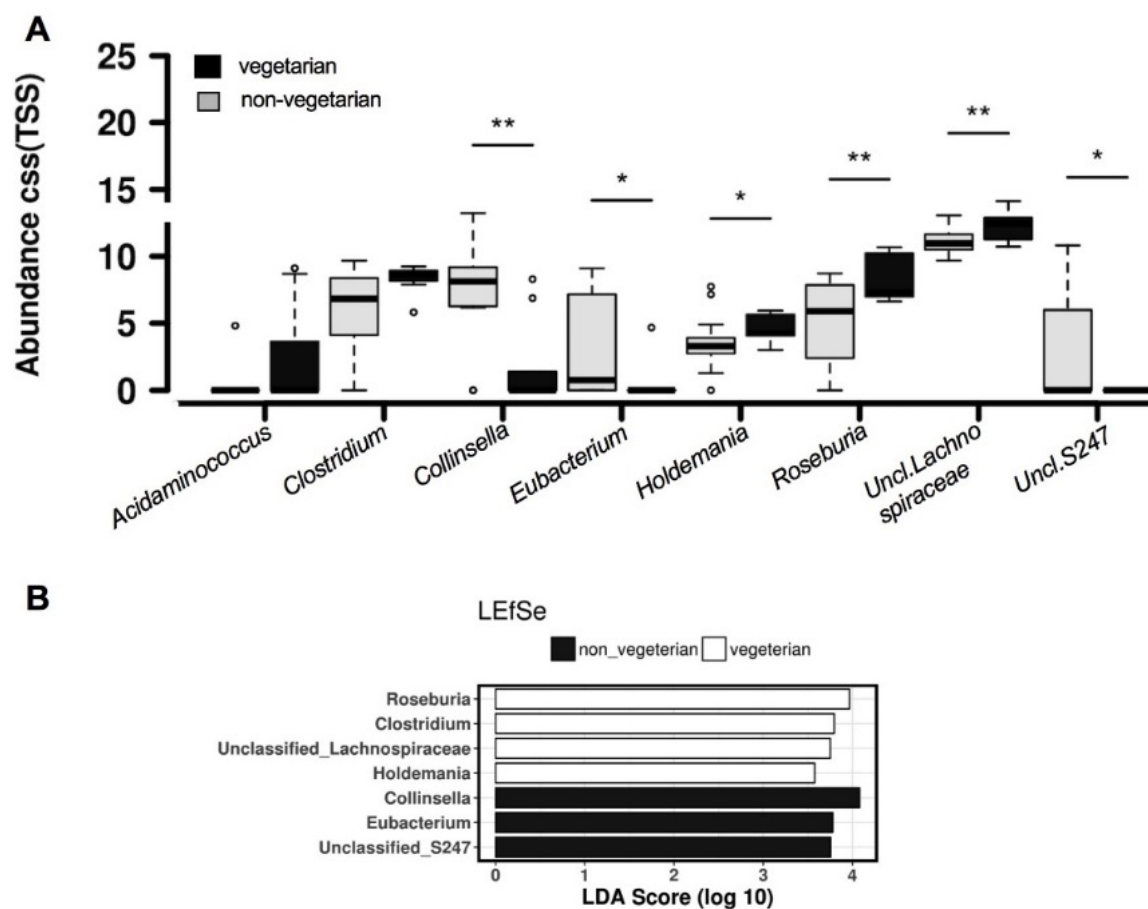 A
Abundance css(TSS)
25
20
15
10
5
0
vegetarian
non-vegetarian
**
*
*
**
**
*
Acidaminococcus
Clostridium
Collinsella
Eubacterium
Holdemania
Roseburia
Uncl.Lachno
spiraceae
Uncl.S247
B
LEfSe
non_vegeterian vegeterian
Roseburia
Clostridium
Unclassified_Lachnospiraceae
Holdemania
Collinsella
Eubacterium
Unclassified_S247
0 1 2 3 4
LDA Score (log 10)